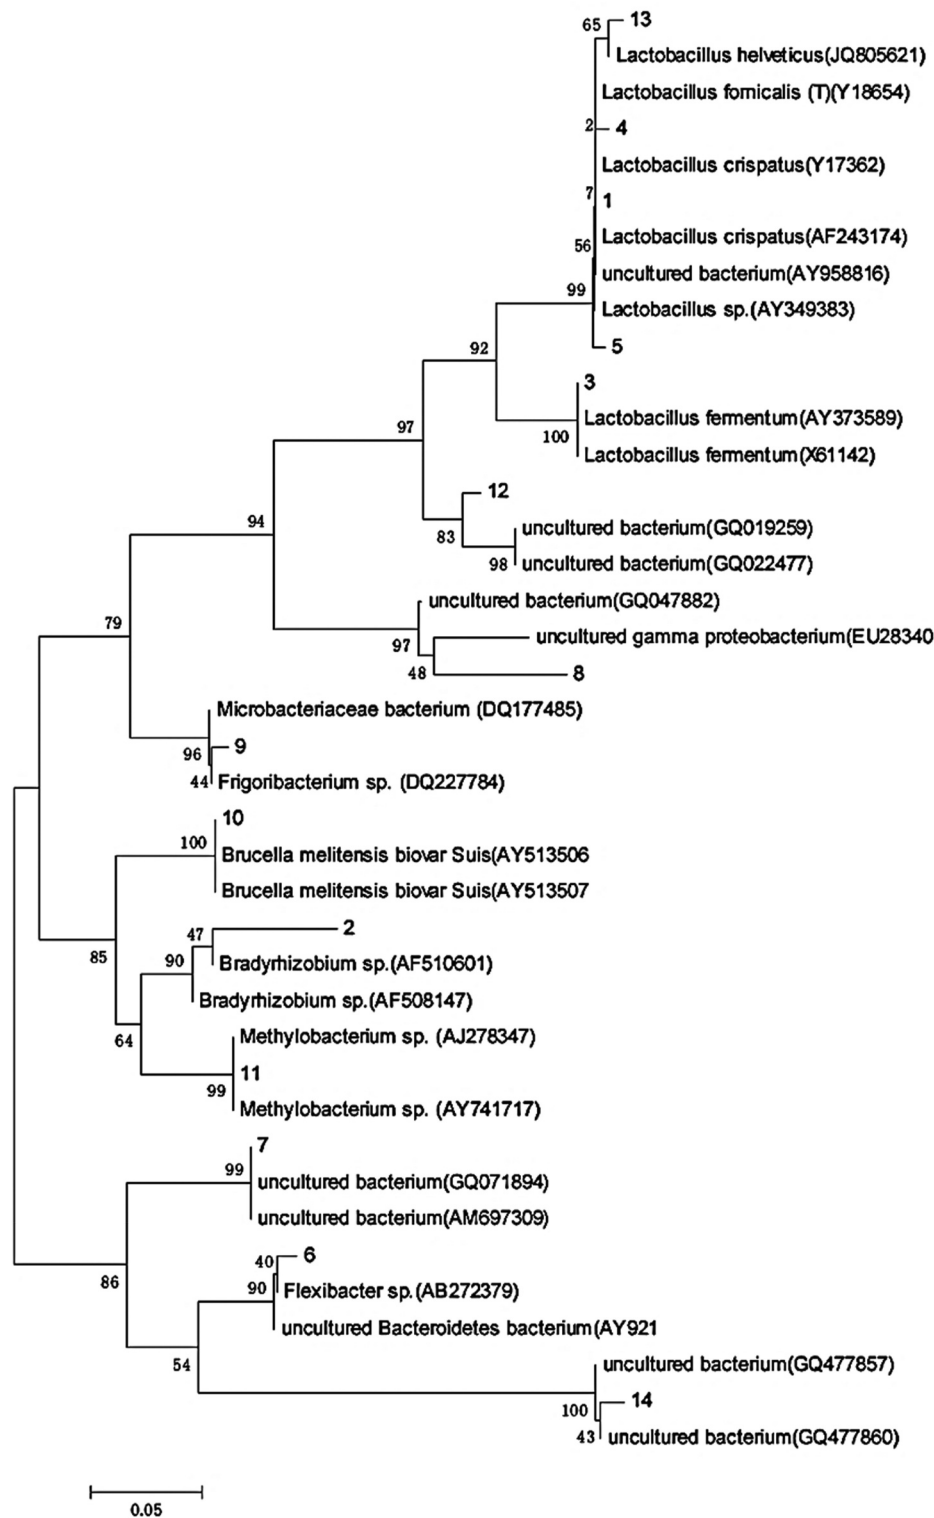 65
13
Lactobacillus helveticus(JQ805621)
Lactobacillus fornicalis (T)(Y18654)
2
4
Lactobacillus crispatus(Y17362)
7
1
Lactobacillus crispatus(AF243174)
56
uncultured bacterium(AY958816)
99
Lactobacillus sp.(AY349383)
5
92
3
Lactobacillus fermentum(AY373589)
97
100
Lactobacillus fermentum(X61142)
12
94
uncultured bacterium(GQ019259)
83
98
uncultured bacterium(GQ022477)
uncultured bacterium(GQ047882)
79
uncultured gamma proteobacterium(EU28340
97
48
8
Microbacteriaceae bacterium (DQ177485)
96
9
44
Frigoribacterium sp. (DQ227784)
10
100
Brucella melitensis biovar Suis(AY513506
Brucella melitensis biovar Suis(AY513507
47
2
85
90
Bradyrhizobium sp.(AF510601)
Bradyrhizobium sp.(AF508147)
64
Methylobacterium sp. (AJ278347)
11
99
Methylobacterium sp. (AY741717)
7
99
uncultured bacterium(GQ071894)
uncultured bacterium(AM697309)
86
40
6
90
Flexibacter sp.(AB272379)
uncultured Bacteroidetes bacterium(AY921
54
uncultured bacterium(GQ477857)
100
14
43
uncultured bacterium(GQ477860)
0.05